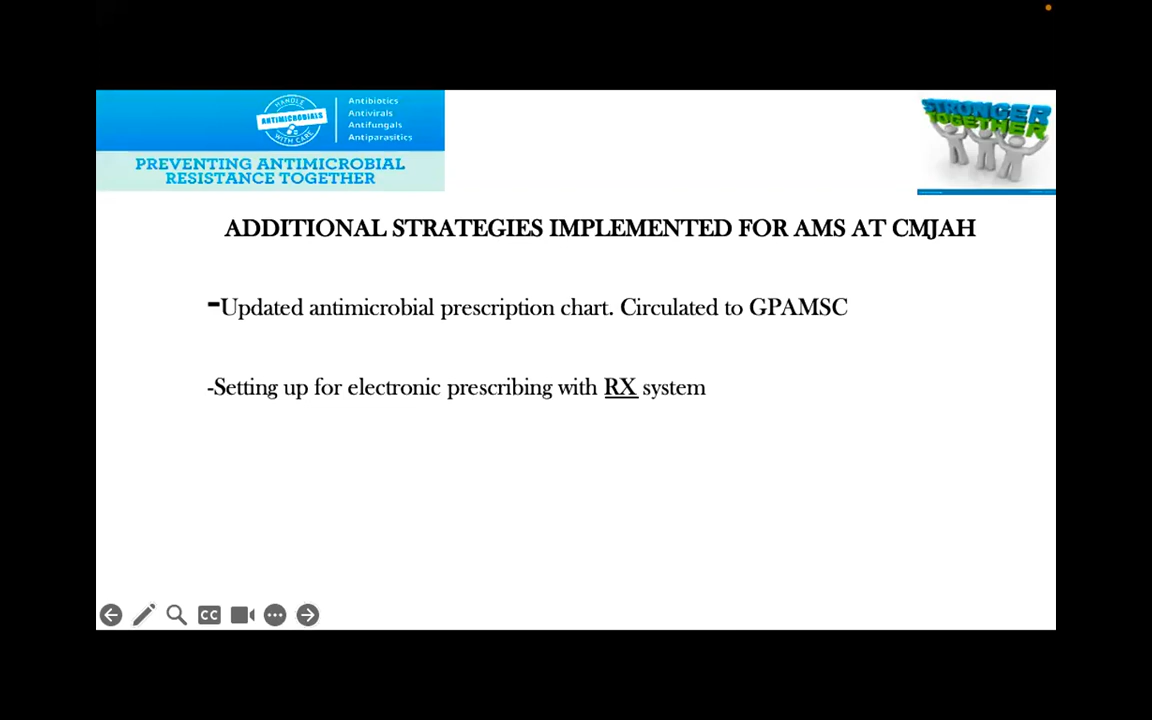 HANDLE
ANTIMICROBIALS
WITH CARE
Antibiotics
Antivirals
Antifungals
Antiparasitics
PREVENTING ANTIMICROBIAL
RESISTANCE TOGETHER
STRONGER
TOGETHER
ADDITIONAL STRATEGIES IMPLEMENTED FOR AMS AT CMJAH
-Updated antimicrobial prescription chart. Circulated to GPAMSC
-Setting up for electronic prescribing with RX system
CC